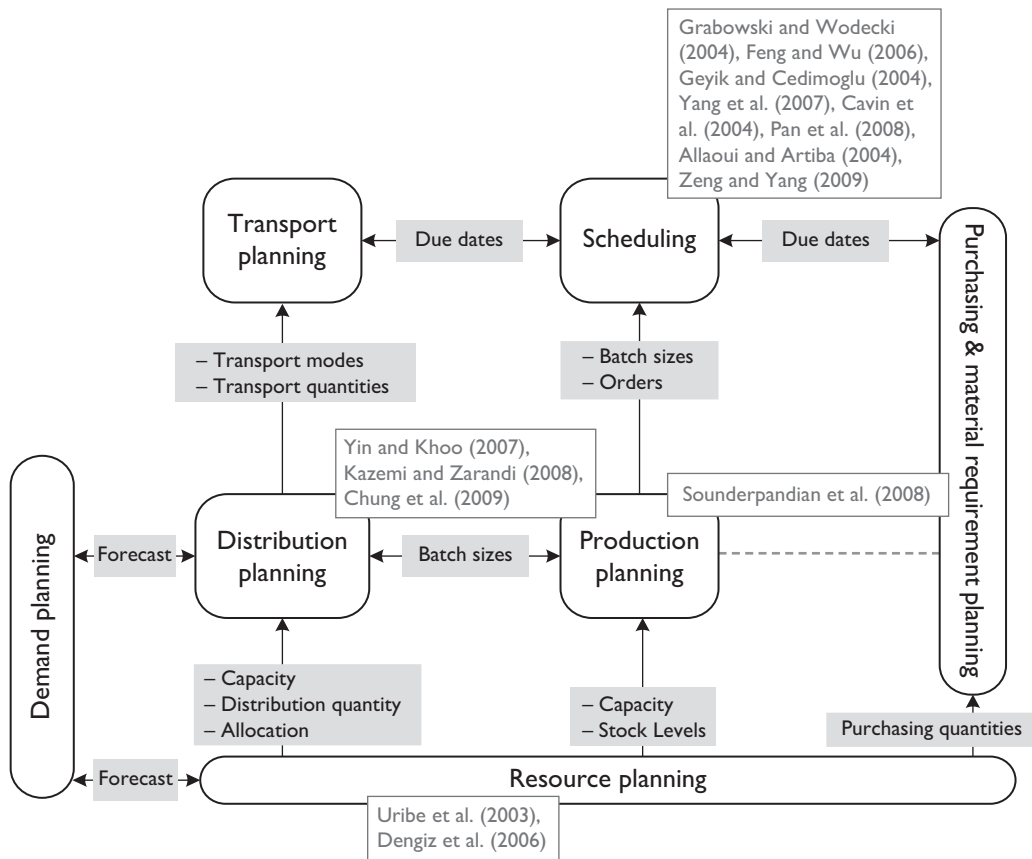 Grabowski and Wodecki
(2004), Feng and Wu (2006),
Geyik and Cedimoglu (2004),
Yang et al. (2007), Cavin et
al. (2004), Pan et al. (2008),
Allaoui and Artiba (2004),
Zeng and Yang (2009)
Transport
planning
Due dates
Scheduling
Due dates
Purchasing & material requirement planning
– Transport modes
– Transport quantities
– Batch sizes
– Orders
Yin and Khoo (2007),
Kazemi and Zarandi (2008),
Chung et al. (2009)
Sounderpandian et al. (2008)
Demand planning
Forecast
Distribution
planning
Batch sizes
Production
planning
– Capacity
– Distribution quantity
– Allocation
– Capacity
– Stock Levels
Purchasing quantities
Forecast
Resource planning
Uribe et al. (2003),
Dengiz et al. (2006)